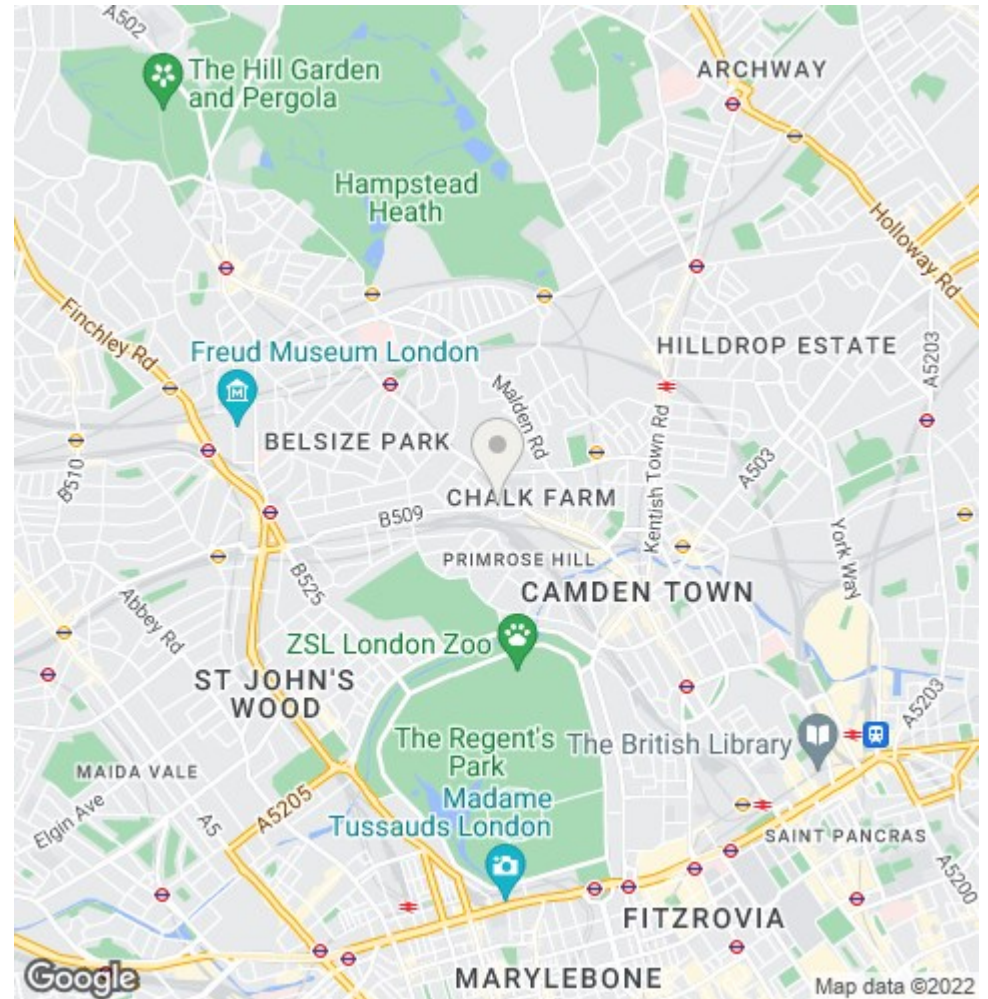 A502
The Hill Garden
and Pergola
ARCHWAY
Hampstead
Heath
Holloway Rd
Finchley Rd
Freud Museum London
HILLDROP ESTATE
A5203
Malden Rd
BELSIZE PARK
Kentish Town Rd
A503
B510
CHALK FARM
B509
York Way
PRIMROSE HILL
B525
CAMDEN TOWN
Abbey Rd
ZSL London Zoo
ST JOHN'S
WOOD
A5203
The Regent's
Park
The British Library
MAIDA VALE
Madame
Tussauds London
A5205
Elgin Ave
A5
SAINT PANCRAS
A5200
FITZROVIA
MARYLEBONE
Google
Map data ©2022